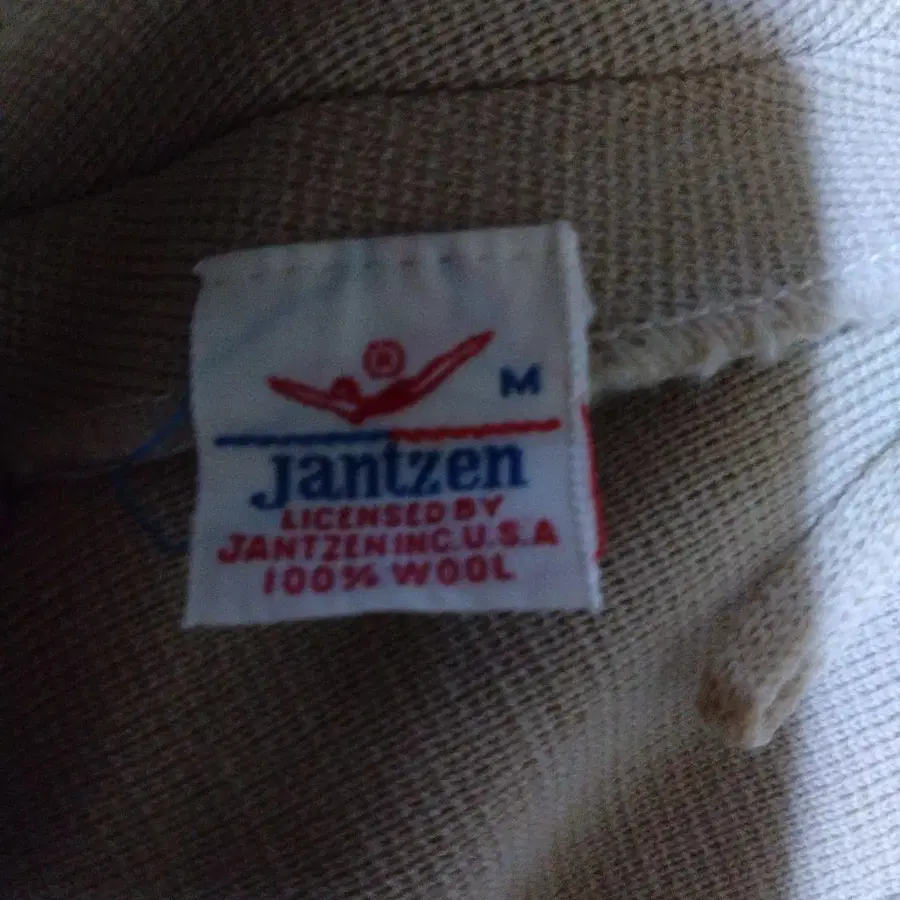 M
Jantzen
LICENSED BY
JANTZEN INC. U.S.A
100% WOOL